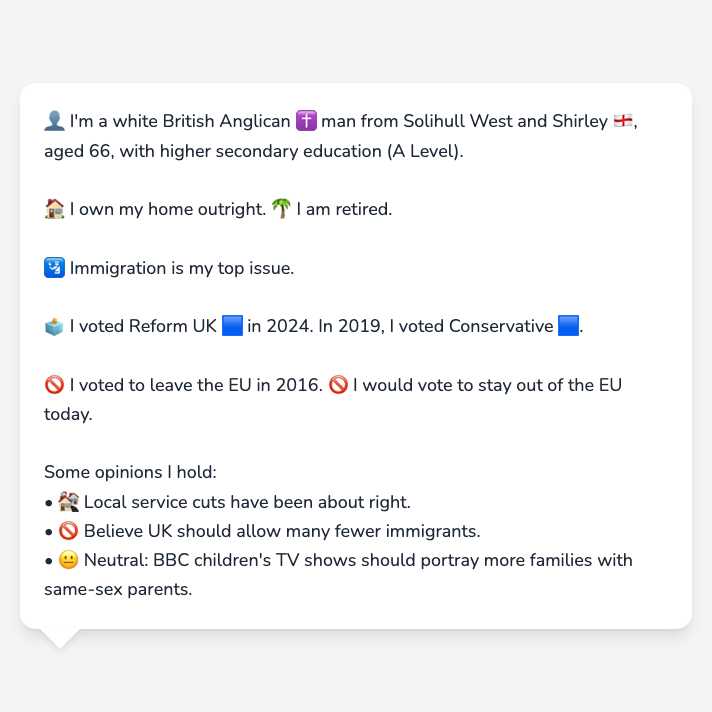 👤 I'm a white British Anglican ✝️ man from Solihull West and Shirley 🏴󠁧󠁢󠁥󠁮󠁧󠁿,
aged 66, with higher secondary education (A Level).
🏠 I own my home outright. 🌴 I am retired.
🛂 Immigration is my top issue.
🗳️ I voted Reform UK 🟦 in 2024. In 2019, I voted Conservative 🟦.
🚫 I voted to leave the EU in 2016. 🚫 I would vote to stay out of the EU
today.
Some opinions I hold:
• 🏚️ Local service cuts have been about right.
• 🚫 Believe UK should allow many fewer immigrants.
• 😐 Neutral: BBC children's TV shows should portray more families with
same-sex parents.